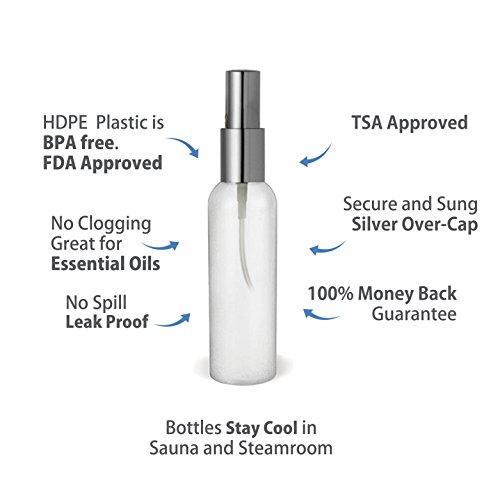 HDPE Plastic is
BPA free.
FDA Approved
TSA Approved
No Clogging
Great for
Essential Oils
Secure and Sung
Silver Over-Cap
No Spill
Leak Proof
100% Money Back
Guarantee
Bottles Stay Cool in
Sauna and Steamroom